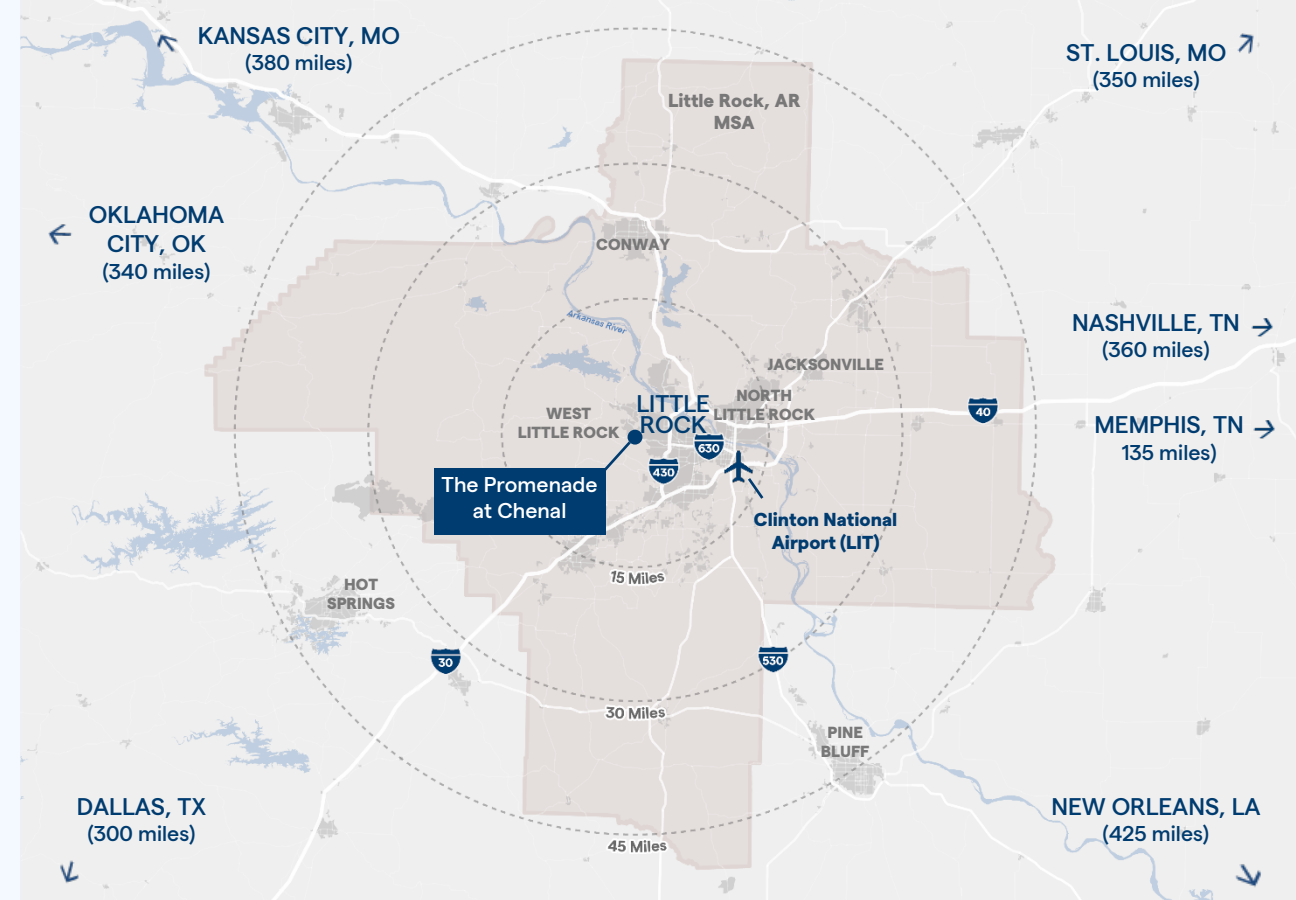 KANSAS CITY, MO
(380 miles)
ST. LOUIS, MO
(350 miles)
Little Rock, AR
MSA
OKLAHOMA
CITY, OK
(340 miles)
CONWAY
Arkansas River
NASHVILLE, TN
(360 miles)
JACKSONVILLE
NORTH
LITTLE ROCK
LITTLE
ROCK
WEST
LITTLE ROCK
40
MEMPHIS, TN
135 miles)
630
430
The Promenade
at Chenal
Clinton National
Airport (LIT)
15 Miles
HOT
SPRINGS
30
530
30 Miles
PINE
BLUFF
DALLAS, TX
(300 miles)
NEW ORLEANS, LA
(425 miles)
45 Miles